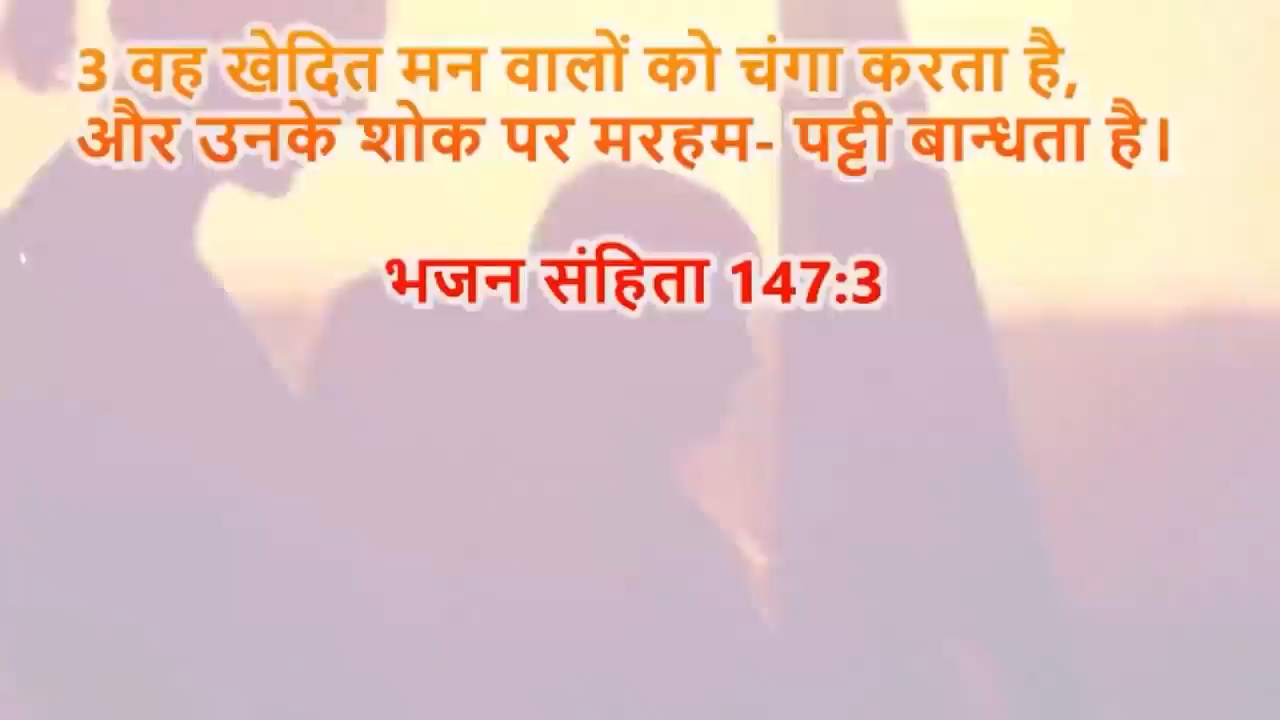 3 वह खेदित मन वालों को चंगा करता है,
और उनके शोक पर मरहम- पट्टी बान्धता है।
भजन संहिता 147:3